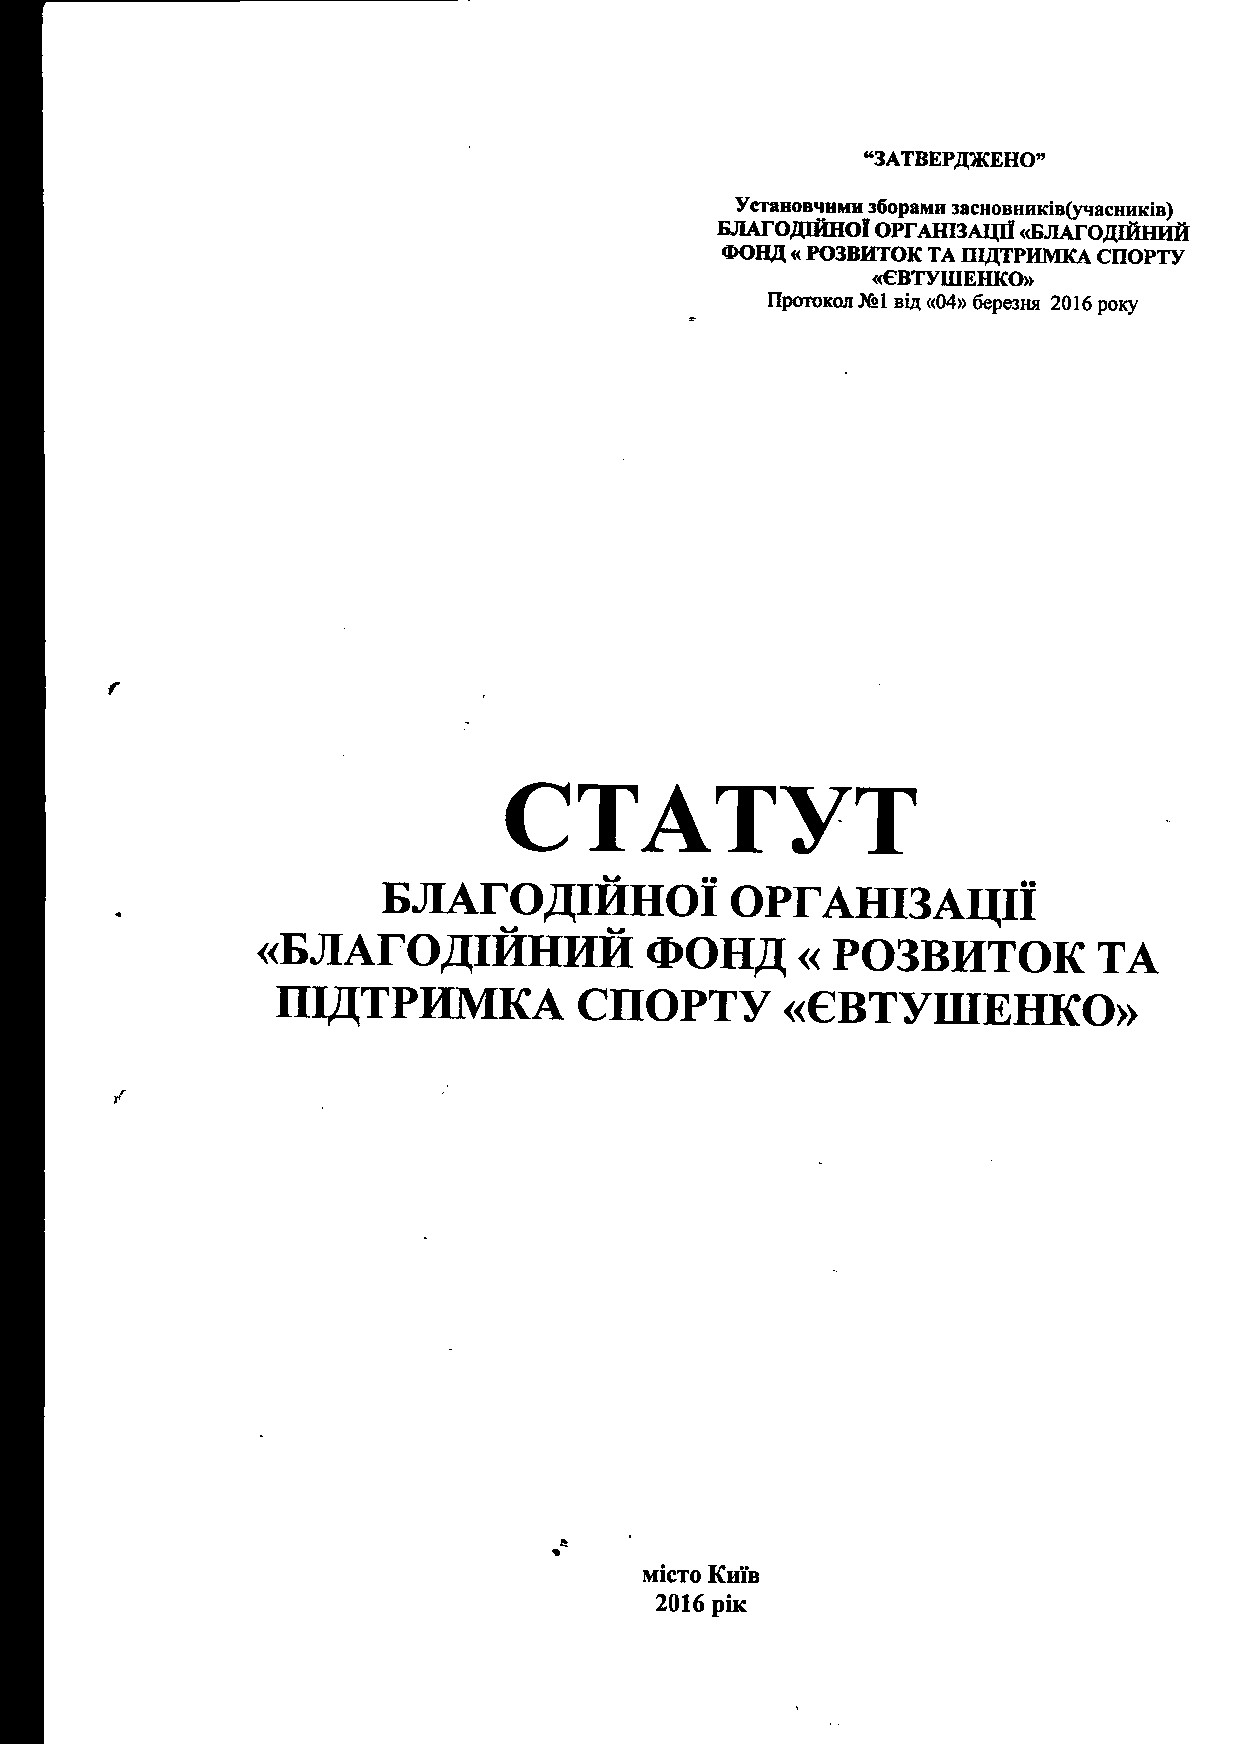 “ЗАТВЕРДЖЕНО”
Установчими зборами засновників(учасників)
БЛАГОДІЙНОЇ ОРГАНІЗАЦІЇ «БЛАГОДІЙНИЙ
ФОНД « РОЗВИТОК ТА ПІДТРИМКА СПОРТУ
«ЄВТУШЕНКО»
Протокол №1 від «04» березня 2016 року
СТАТУТ
БЛАГОДІЙНОЇ ОРГАНІЗАЦІЇ
«БЛАГОДІЙНИЙ ФОНД « РОЗВИТОК ТА
ПІДТРИМКА СПОРТУ «ЄВТУШЕНКО»
місто Київ
2016 рік